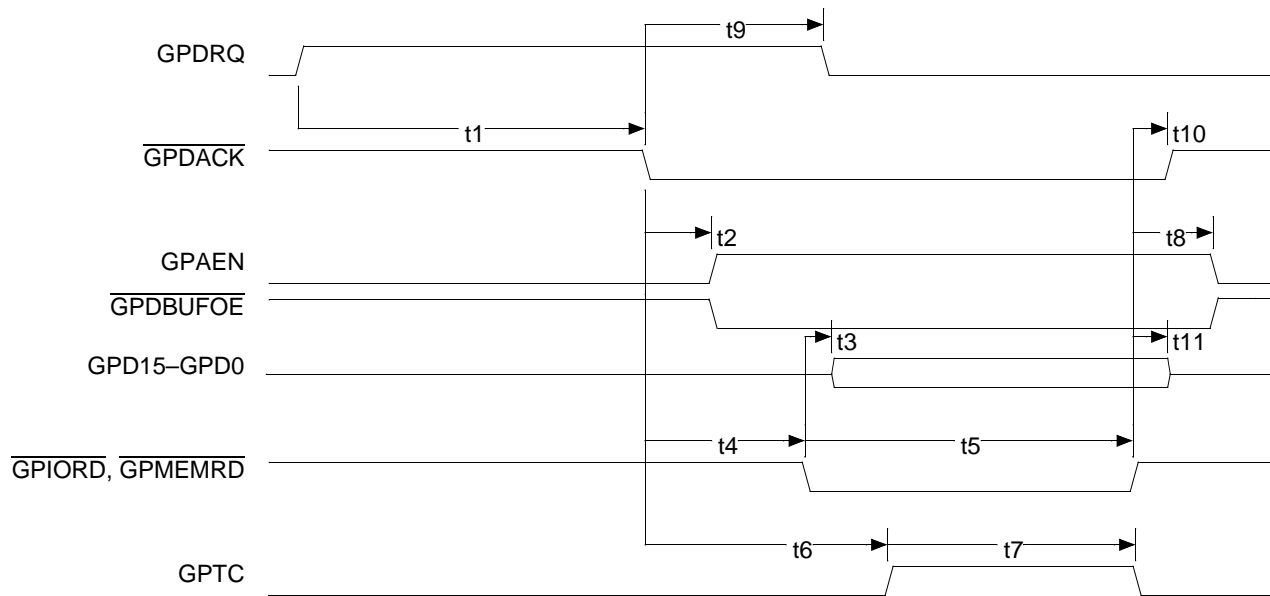 t9
GPDRQ
t1
t10
GPDACK
t2
t8
GPAEN
GPDBUFOE
t3
t11
GPD15–GPD0
t4
t5
GPIORD, GPMEMRD
t6
t7
GPTC